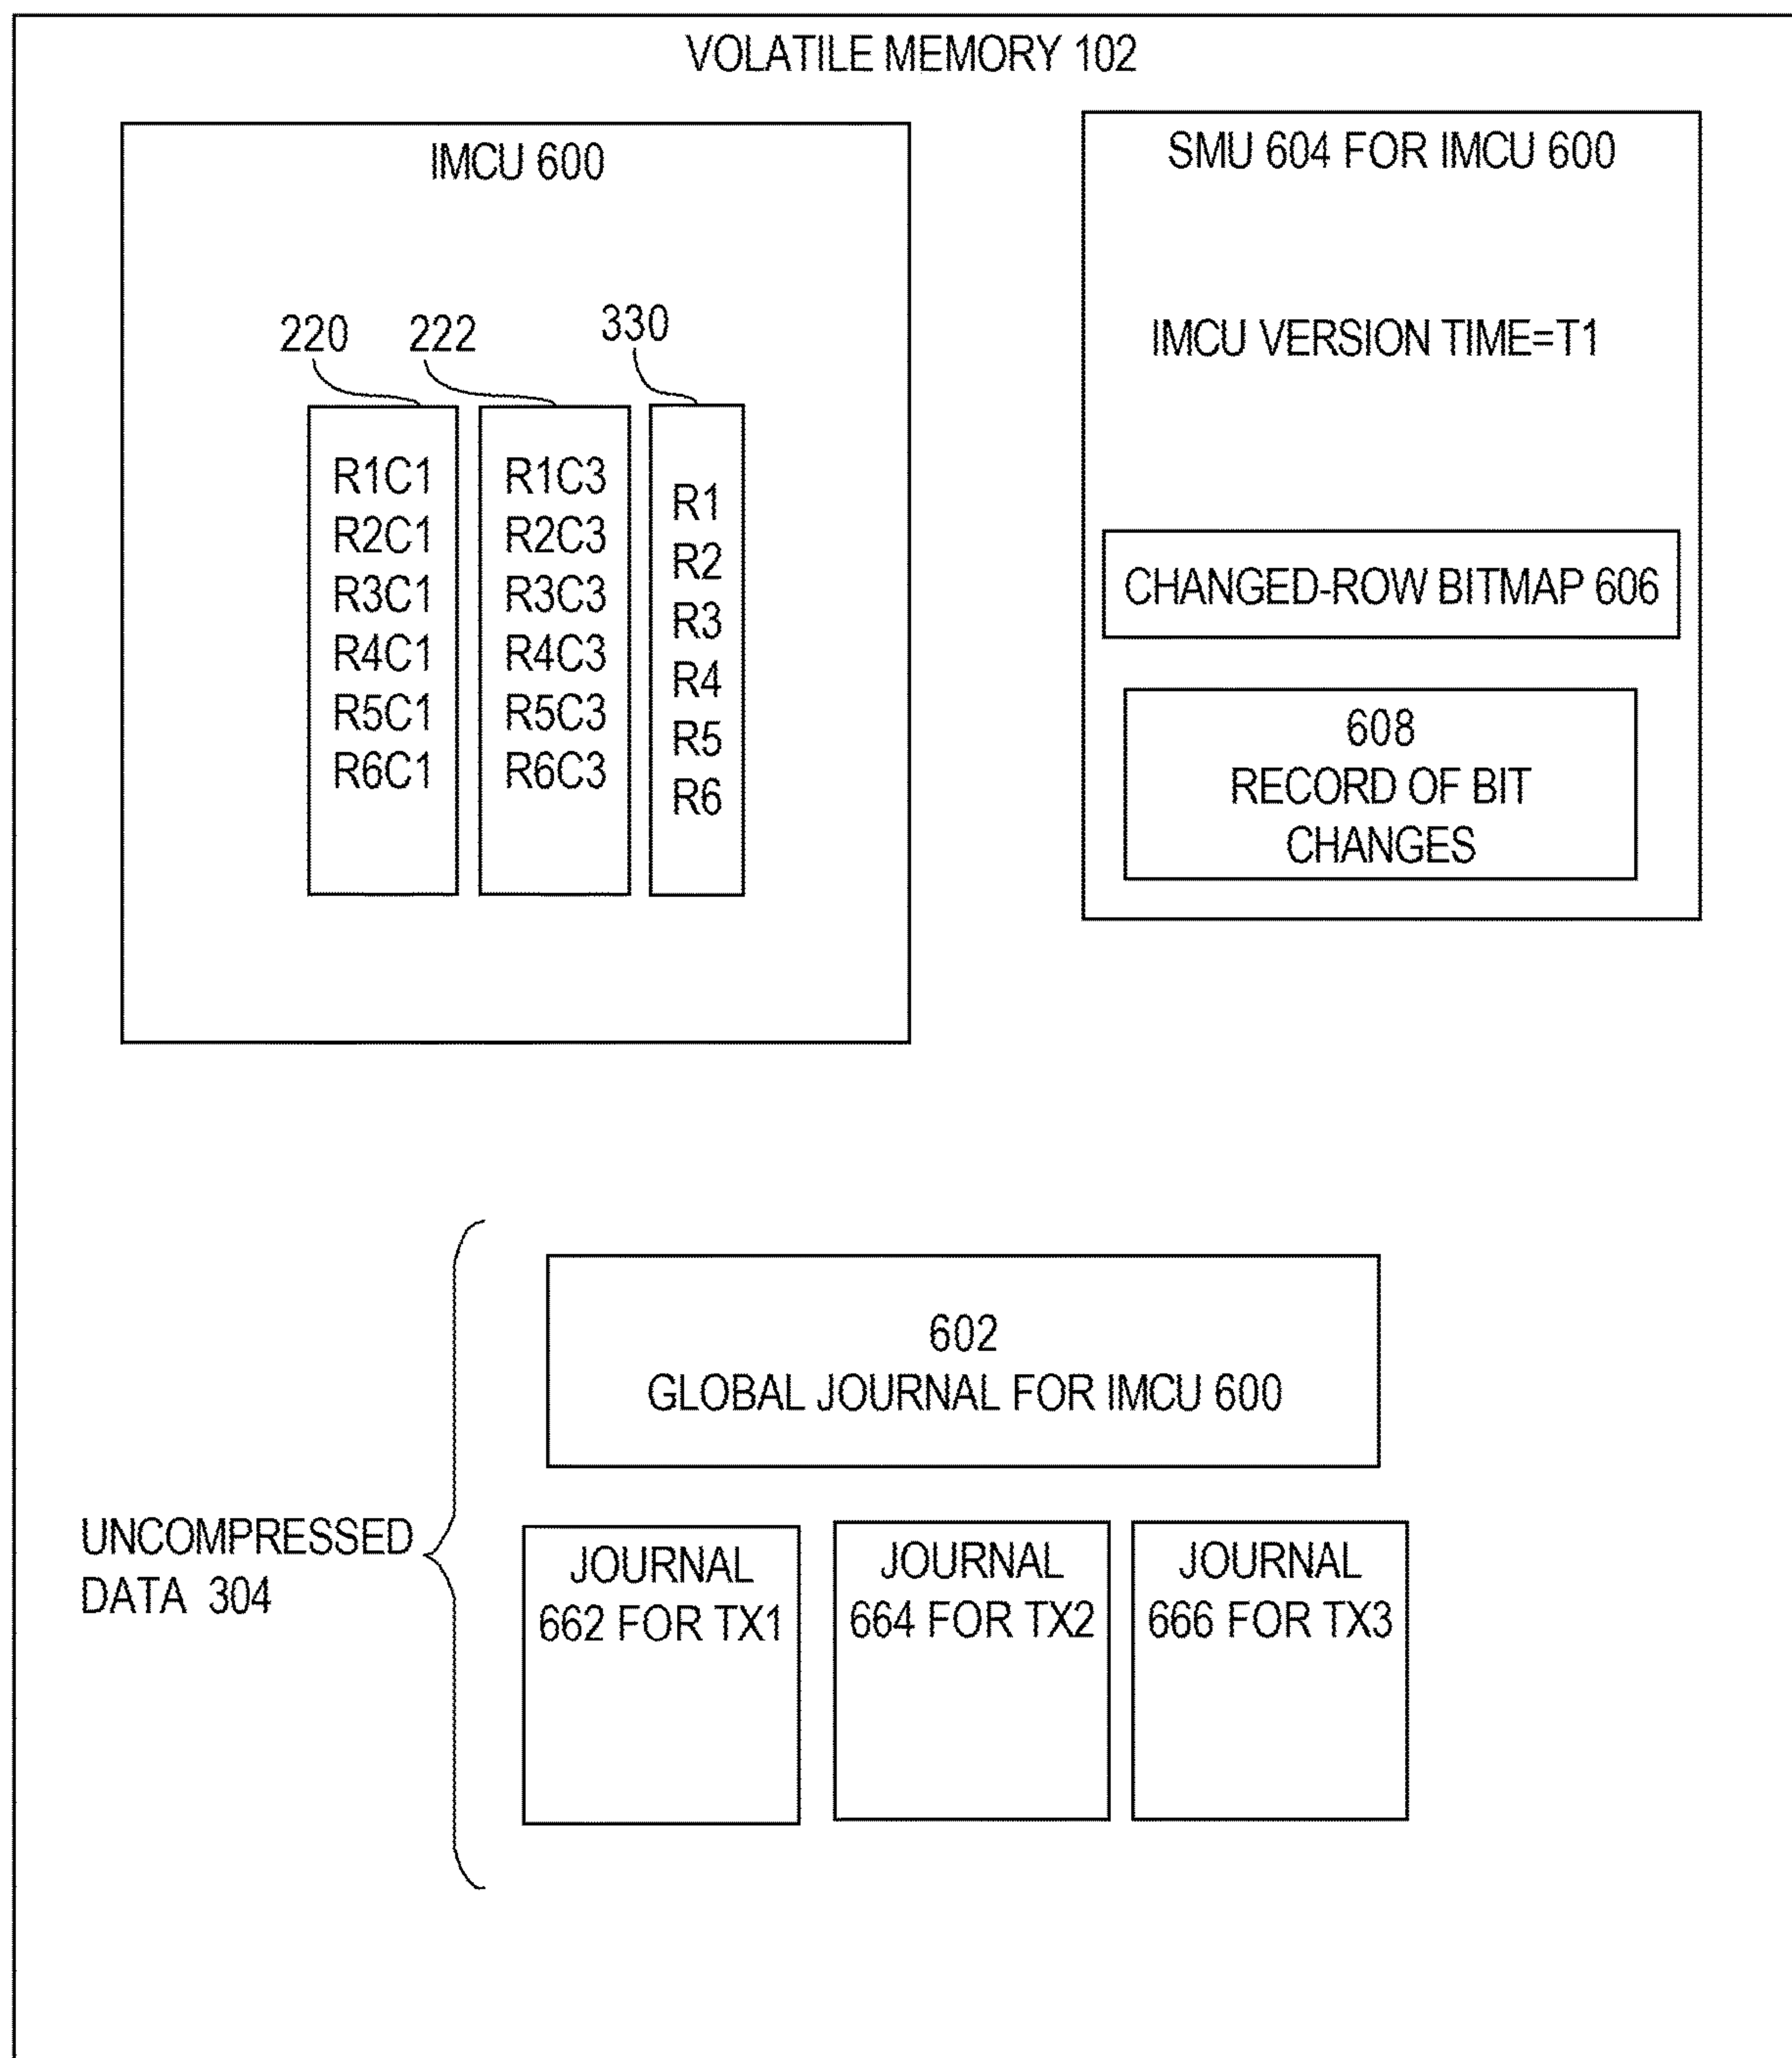 VOLATILE MEMORY 102
IMCU 600
220
222
330
R1C1
R2C1
R3C1
R4C1
R5C1
R6C1
R1C3
R2C3
R3C3
R4C3
R5C3
R6C3
R1
R2
R3
R4
R5
R6
SMU 604 FOR IMCU 600
IMCU VERSION TIME=T1
CHANGED-ROW BITMAP 606
608
RECORD OF BIT
CHANGES
UNCOMPRESSED
DATA 304
602
GLOBAL JOURNAL FOR IMCU 600
JOURNAL
662 FOR TX1
JOURNAL
664 FOR TX2
JOURNAL
666 FOR TX3